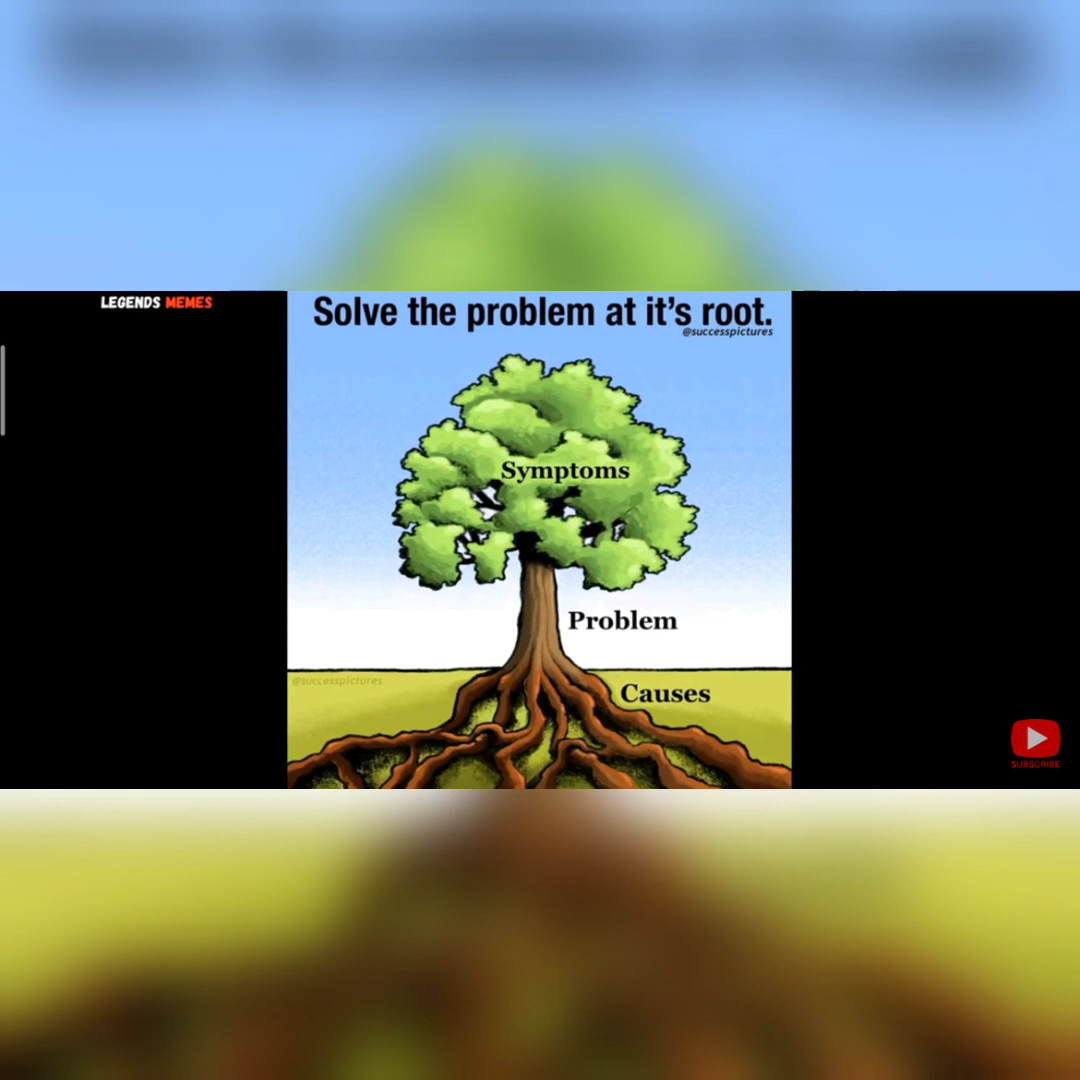 LEGENDS MEMES
Solve the problem at it's root.
@successpictures
Symptoms
Problem
@successpictures
Causes
SUBSCRIBE